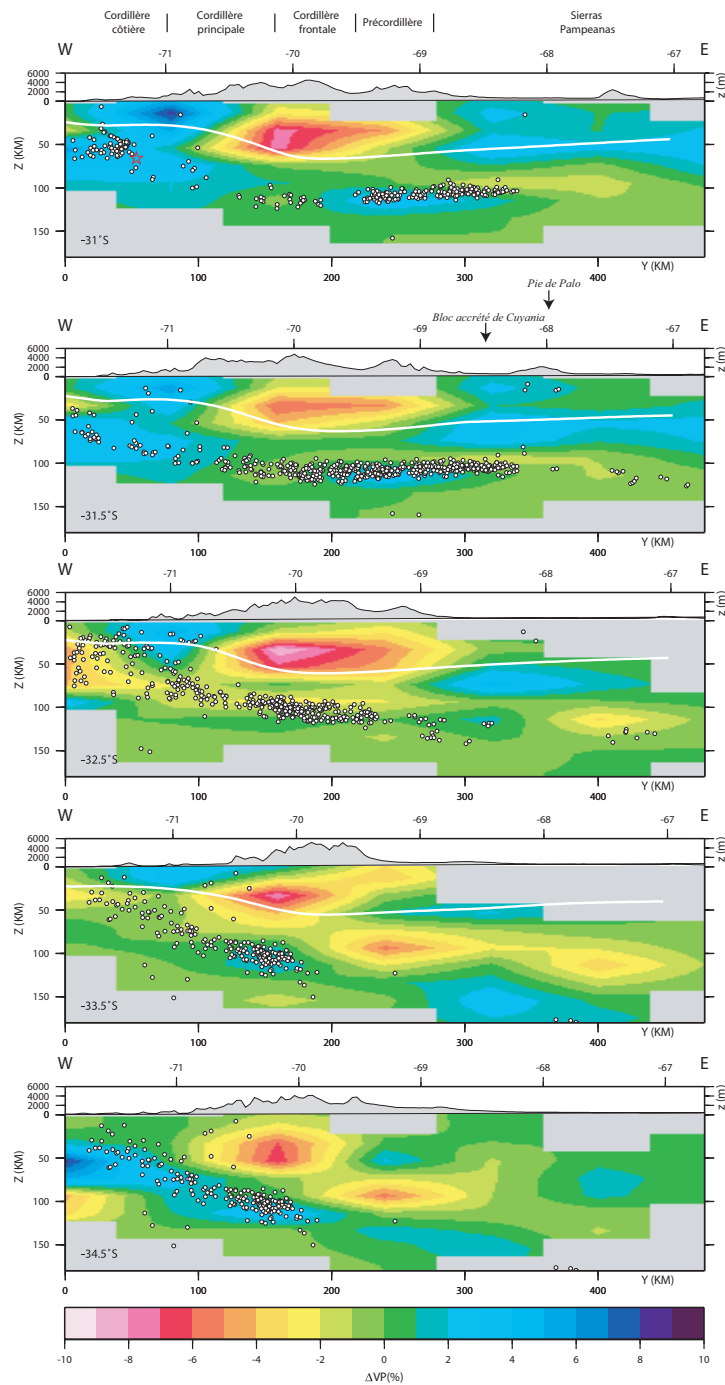 Cordillère côtière | Cordillère principale | Cordillère frontale | Précordillère | Sierras Pampeanas
W -71 -70 -69 -68 -67 E
6000
4000
2000
0
z (m)
0
50
100
150
Z (KM)
-31°S
0 100 200 300 400 Y (KM)
Pie de Palo
Bloc accrété de Cuyania
W -71 -70 -69 -68 -67 E
6000
4000
2000
0
z (m)
0
50
100
150
Z (KM)
-31.5°S
0 100 200 300 400 Y (KM)
W -71 -70 -69 -68 -67 E
6000
4000
2000
0
z (m)
0
50
100
150
Z (KM)
-32.5°S
0 100 200 300 400 Y (KM)
W -71 -70 -69 -68 -67 E
6000
4000
2000
0
z (m)
0
50
100
150
Z (KM)
-33.5°S
0 100 200 300 400 Y (KM)
W -71 -70 -69 -68 -67 E
6000
4000
2000
0
z (m)
0
50
100
150
Z (KM)
-34.5°S
0 100 200 300 400 Y (KM)
-10 -8 -6 -4 -2 0 2 4 6 8 10
ΔVP(%)